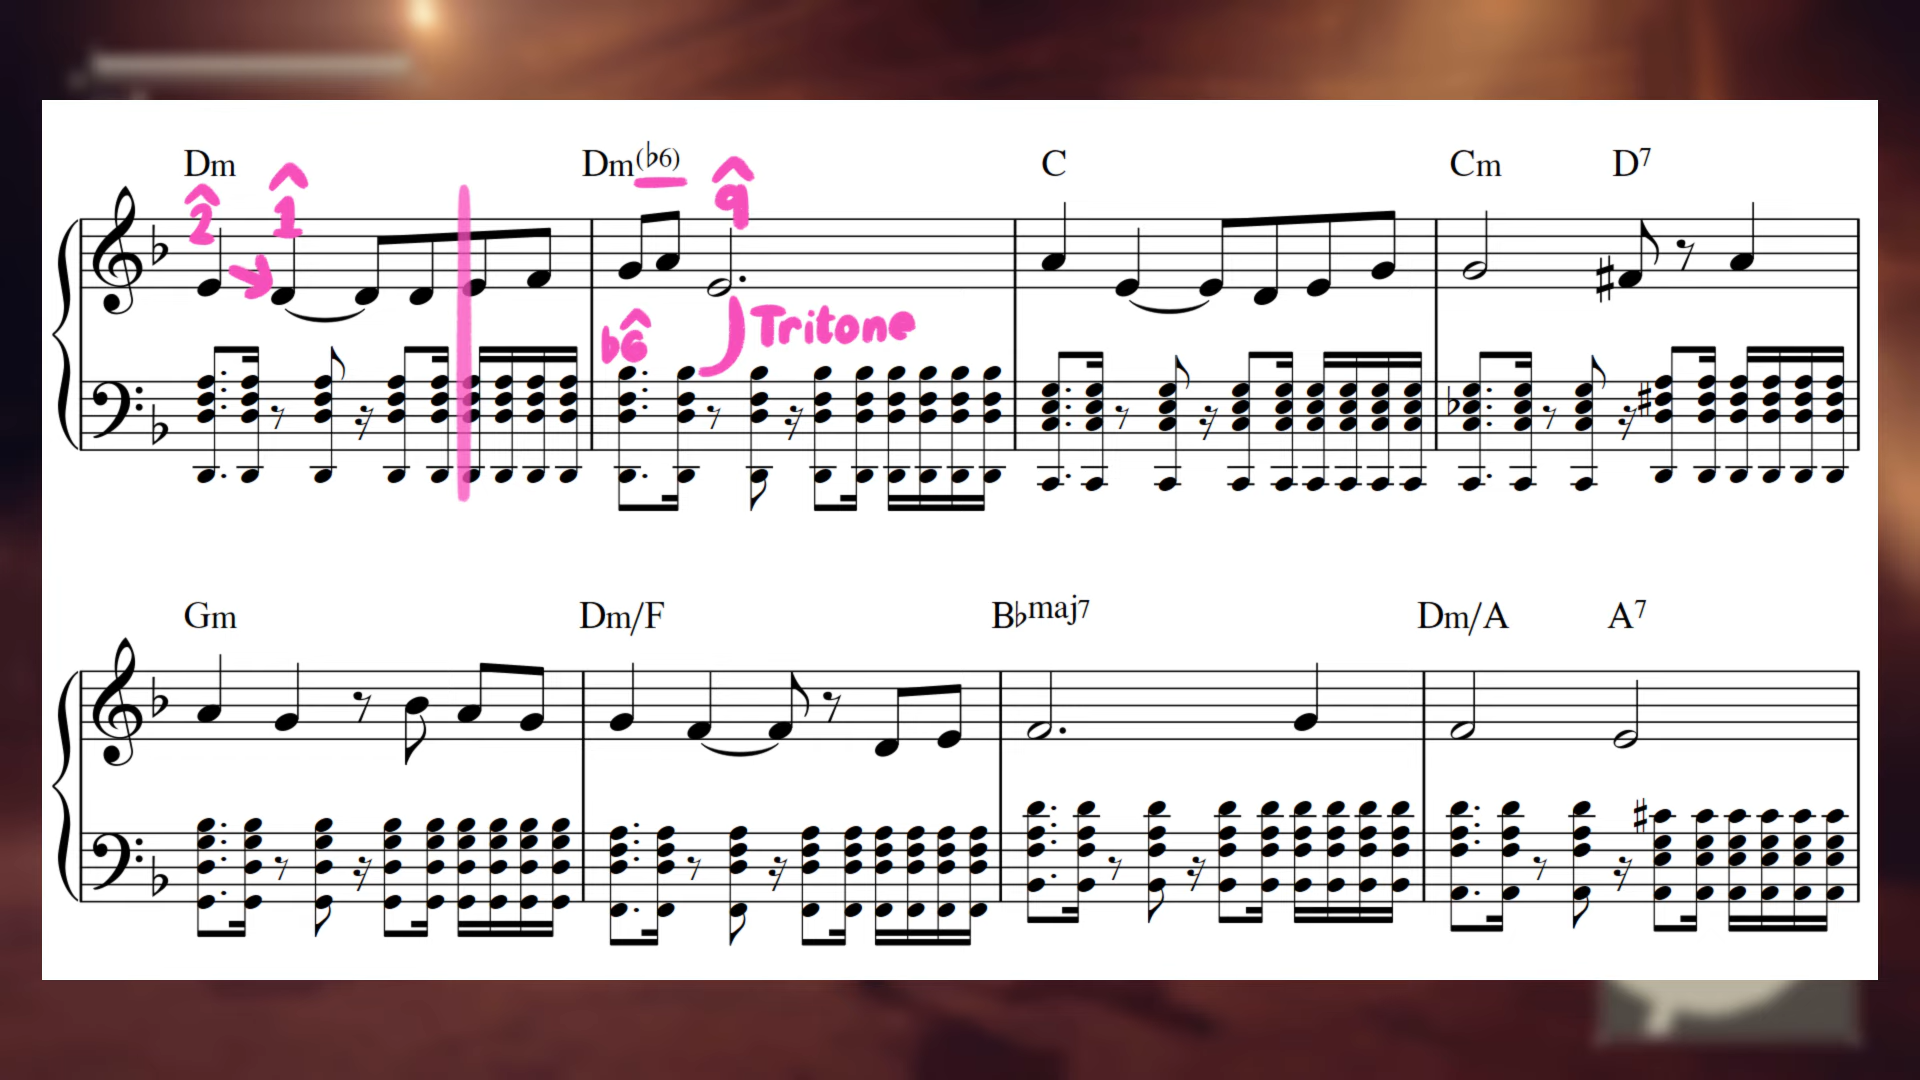 Dm Dm(♭6) C Cm D7
2 1 9
♭6 Tritone
Gm Dm/F B♭maj7 Dm/A A7